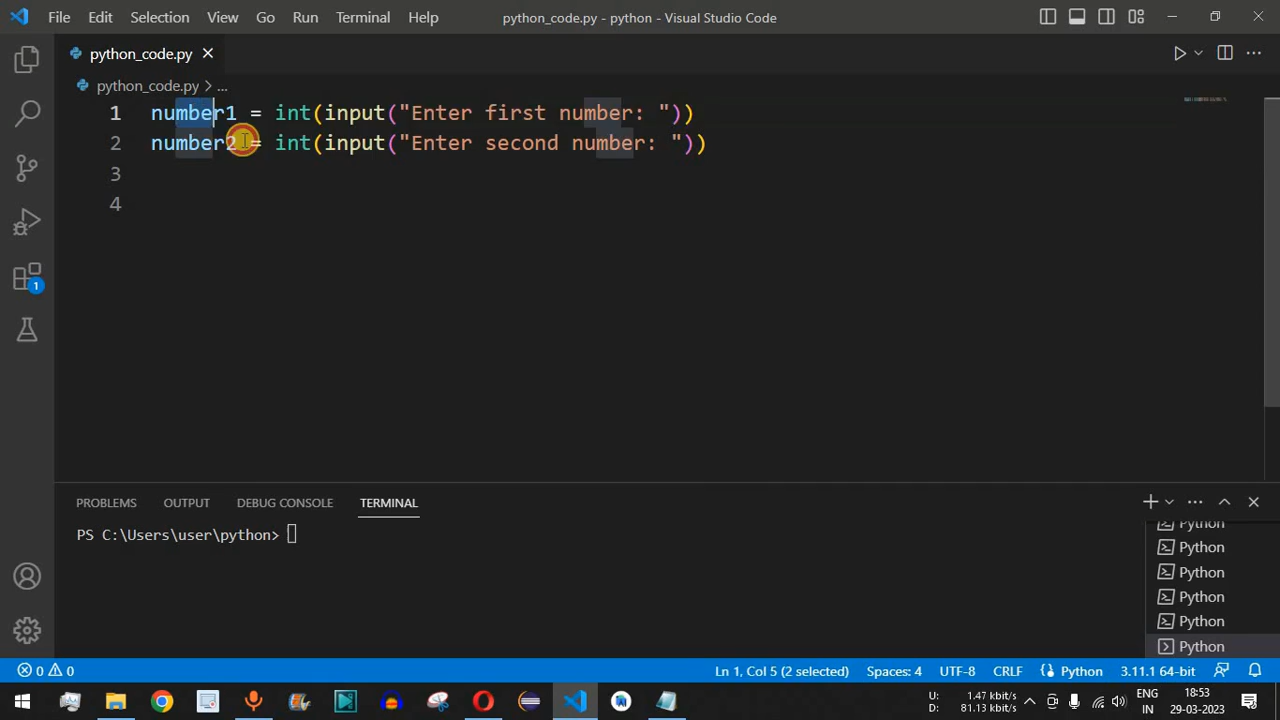 File Edit Selection View Go Run Terminal Help python_code.py - python - Visual Studio Code
python_code.py
python_code.py > ...
1 number1 = int(input("Enter first number: "))
2 number2 = int(input("Enter second number: "))
3
4
PROBLEMS OUTPUT DEBUG CONSOLE TERMINAL
PS C:\Users\user\python>
Python
Python
Python
Python
Python
Python
1
0 0 Ln 1, Col 5 (2 selected) Spaces: 4 UTF-8 CRLF Python 3.11.1 64-bit
U: 1.47 kbit/s
D: 81.13 kbit/s
ENG
IN
18:53
29-03-2023